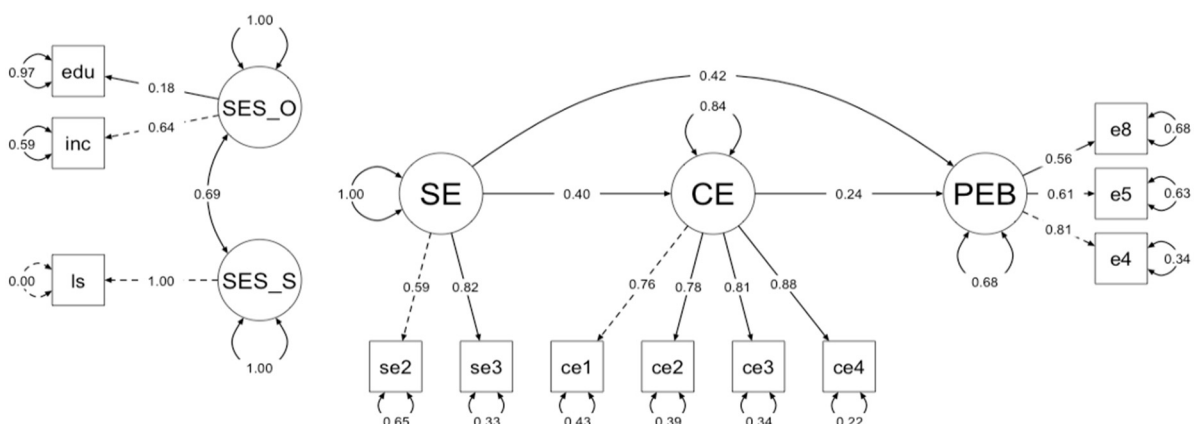 1.00
0.97
edu
0.18
SES_O
0.64
0.59
inc
0.69
0.00
ls
1.00
SES_S
1.00
0.42
0.84
1.00
SE
0.40
CE
0.24
PEB
0.68
0.56
e8
0.68
0.61
e5
0.63
0.81
e4
0.34
0.59
0.82
0.76
0.78
0.81
0.88
se2
se3
ce1
ce2
ce3
ce4
0.65
0.33
0.43
0.39
0.34
0.22